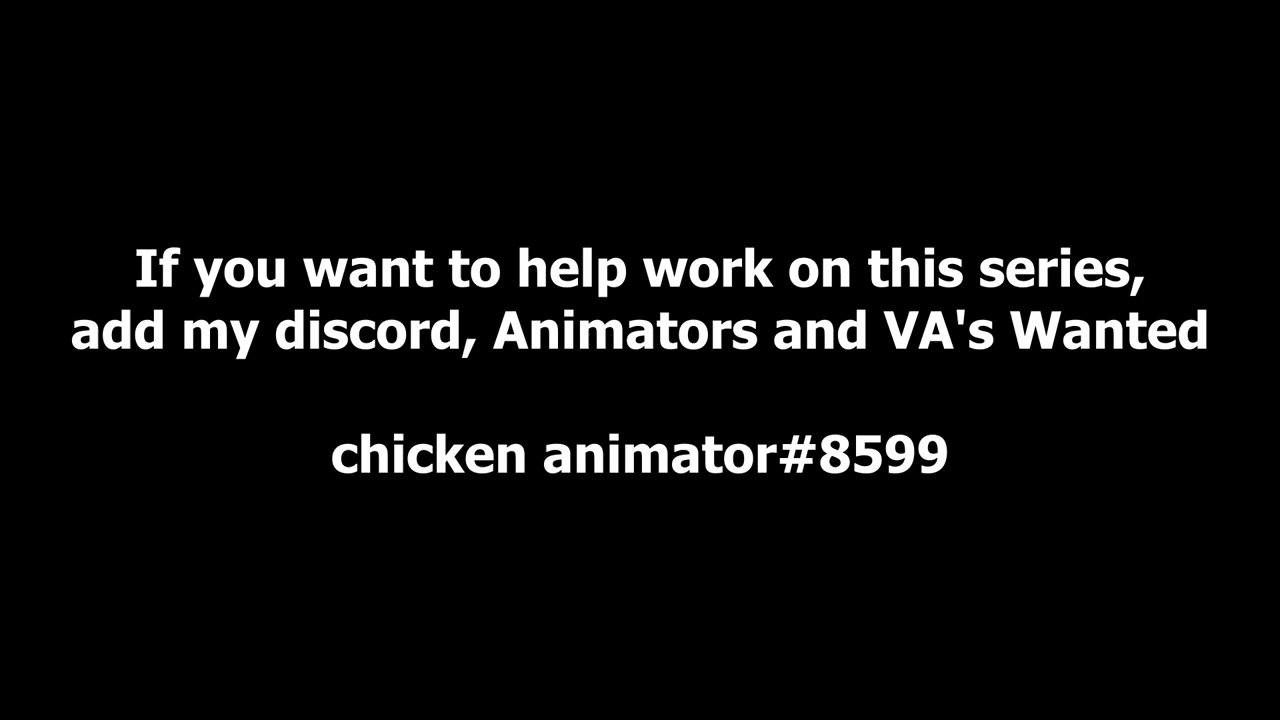 If you want to help work on this series,
add my discord, Animators and VA's Wanted
chicken animator#8599